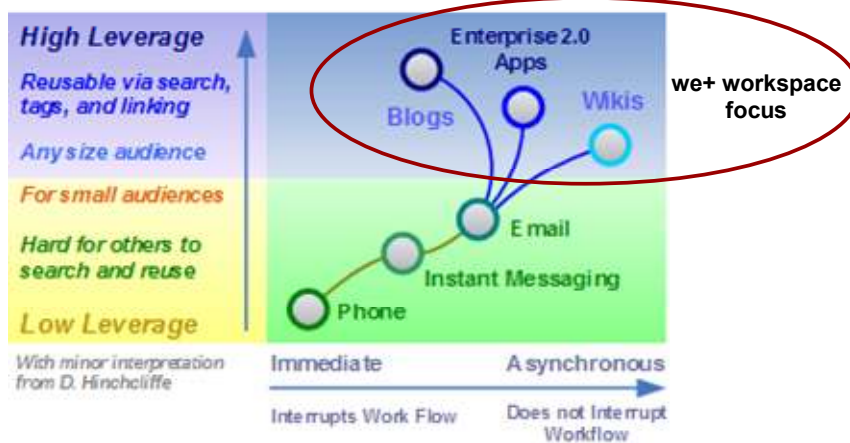 High Leverage
Reusable via search,
tags, and linking
Any size audience
For small audiences
Hard for others to
search and reuse
Low Leverage
With minor interpretation
from D. Hinchcliffe
Enterprise 2.0
Apps
Blogs
Wikis
we+ workspace
focus
Email
Instant Messaging
Phone
Immediate
Asynchronous
Interrupts Work Flow
Does not Interrupt
Workflow